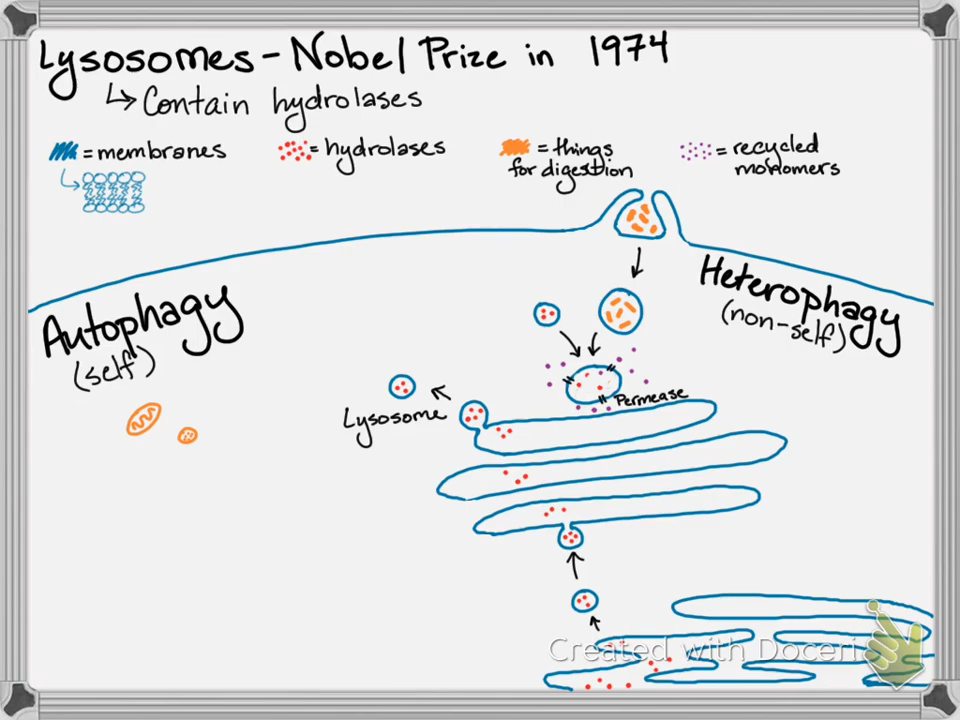 Lysosomes - Nobel Prize in 1974
↳ Contain hydrolases
= membranes
= hydrolases
= things for digestion
= recycled monomers
Autophagy
(self)
Heterophagy
(non-self)
Permease
Lysosome
Created with Doceri